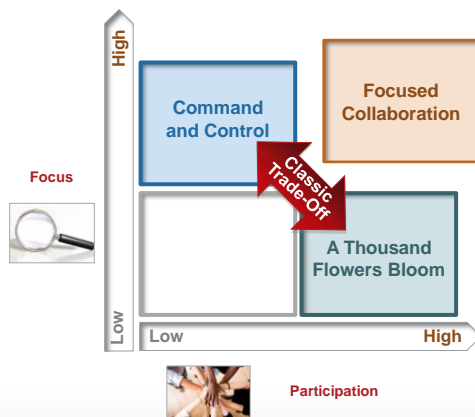 High
Command
and Control
Focused
Collaboration
Focus
Classic
Trade-Off
A Thousand
Flowers Bloom
Low
Low
High
Participation